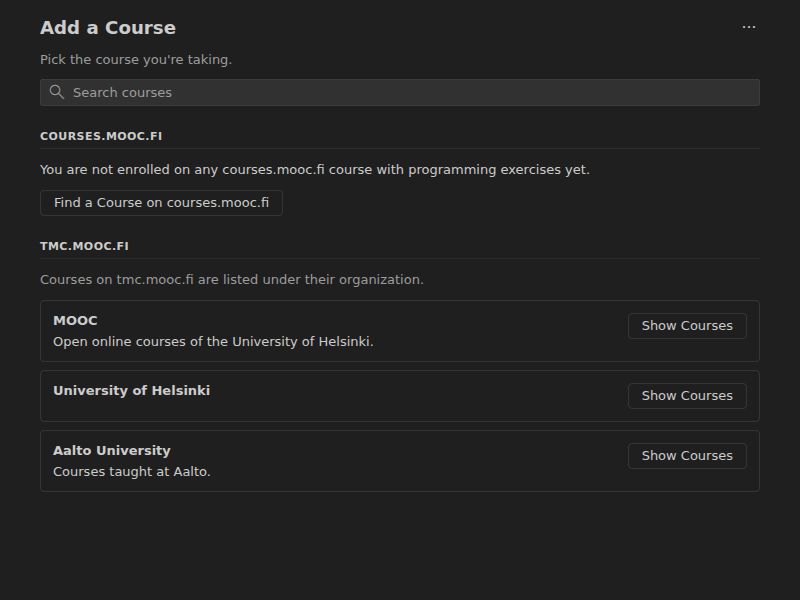 Add a Course
Pick the course you're taking.
Search courses
COURSES.MOOC.FI
You are not enrolled on any courses.mooc.fi course with programming exercises yet.
Find a Course on courses.mooc.fi
TMC.MOOC.FI
Courses on tmc.mooc.fi are listed under their organization.
MOOC
Show Courses
Open online courses of the University of Helsinki.
University of Helsinki
Show Courses
Aalto University
Show Courses
Courses taught at Aalto.